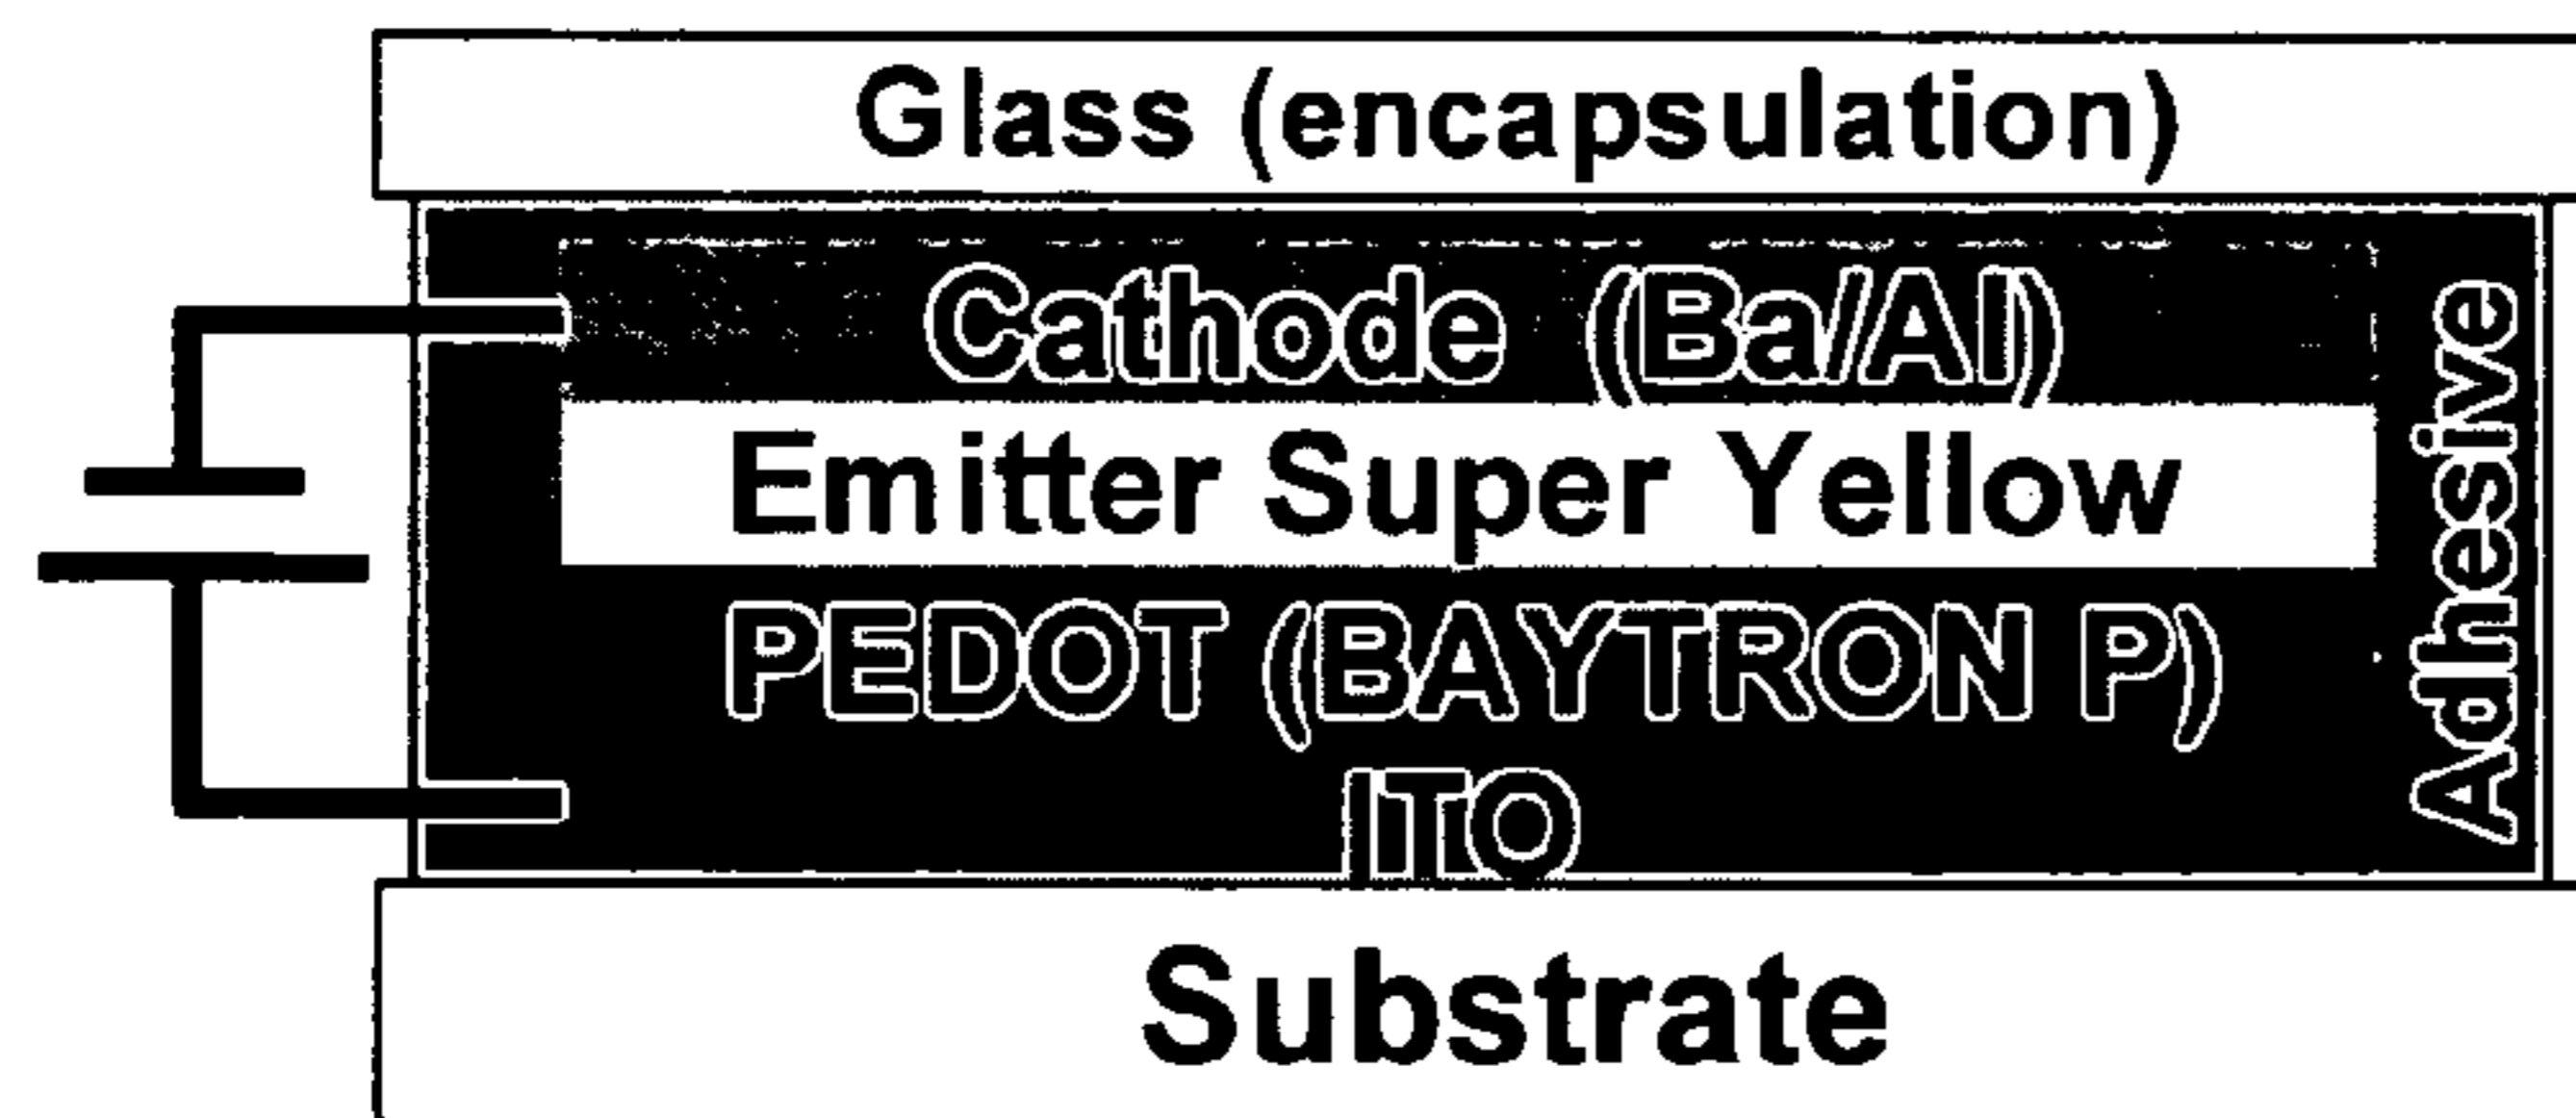 Glass (encapsulation)
Cathode (Ba/Al)
Emitter Super Yellow
PEDOT (BAYTRON P)
ITO
Adhesive
Substrate